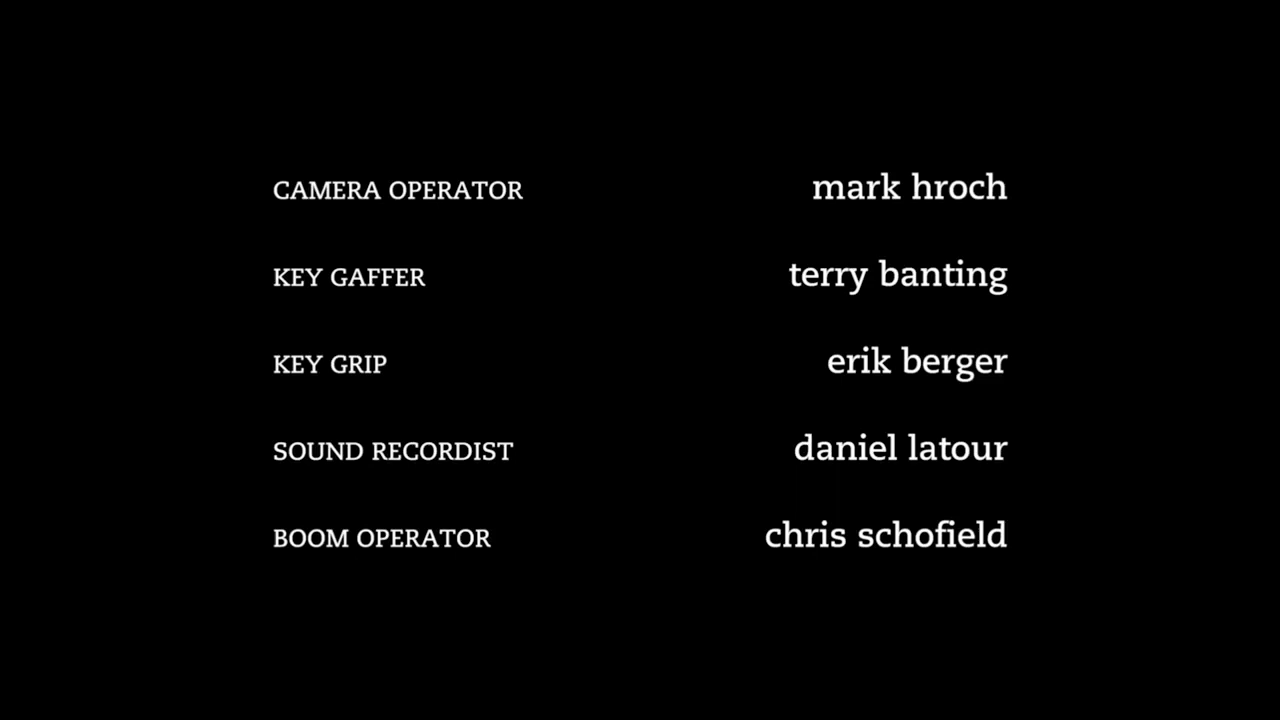 CAMERA OPERATOR mark hroch
KEY GAFFER terry banting
KEY GRIP erik berger
SOUND RECORDIST daniel latour
BOOM OPERATOR chris schofield